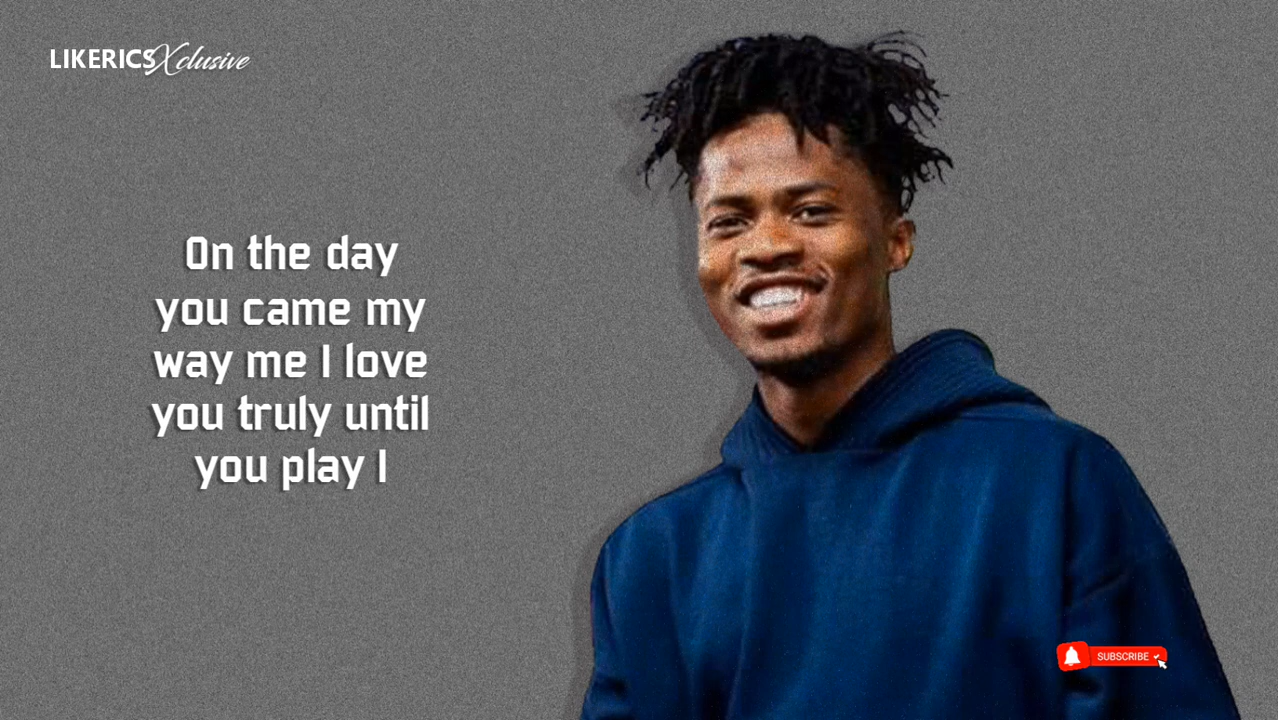 LIKERICSXclusive
On the day
you came my
way me I love
you truly until
you play I
SUBSCRIBE